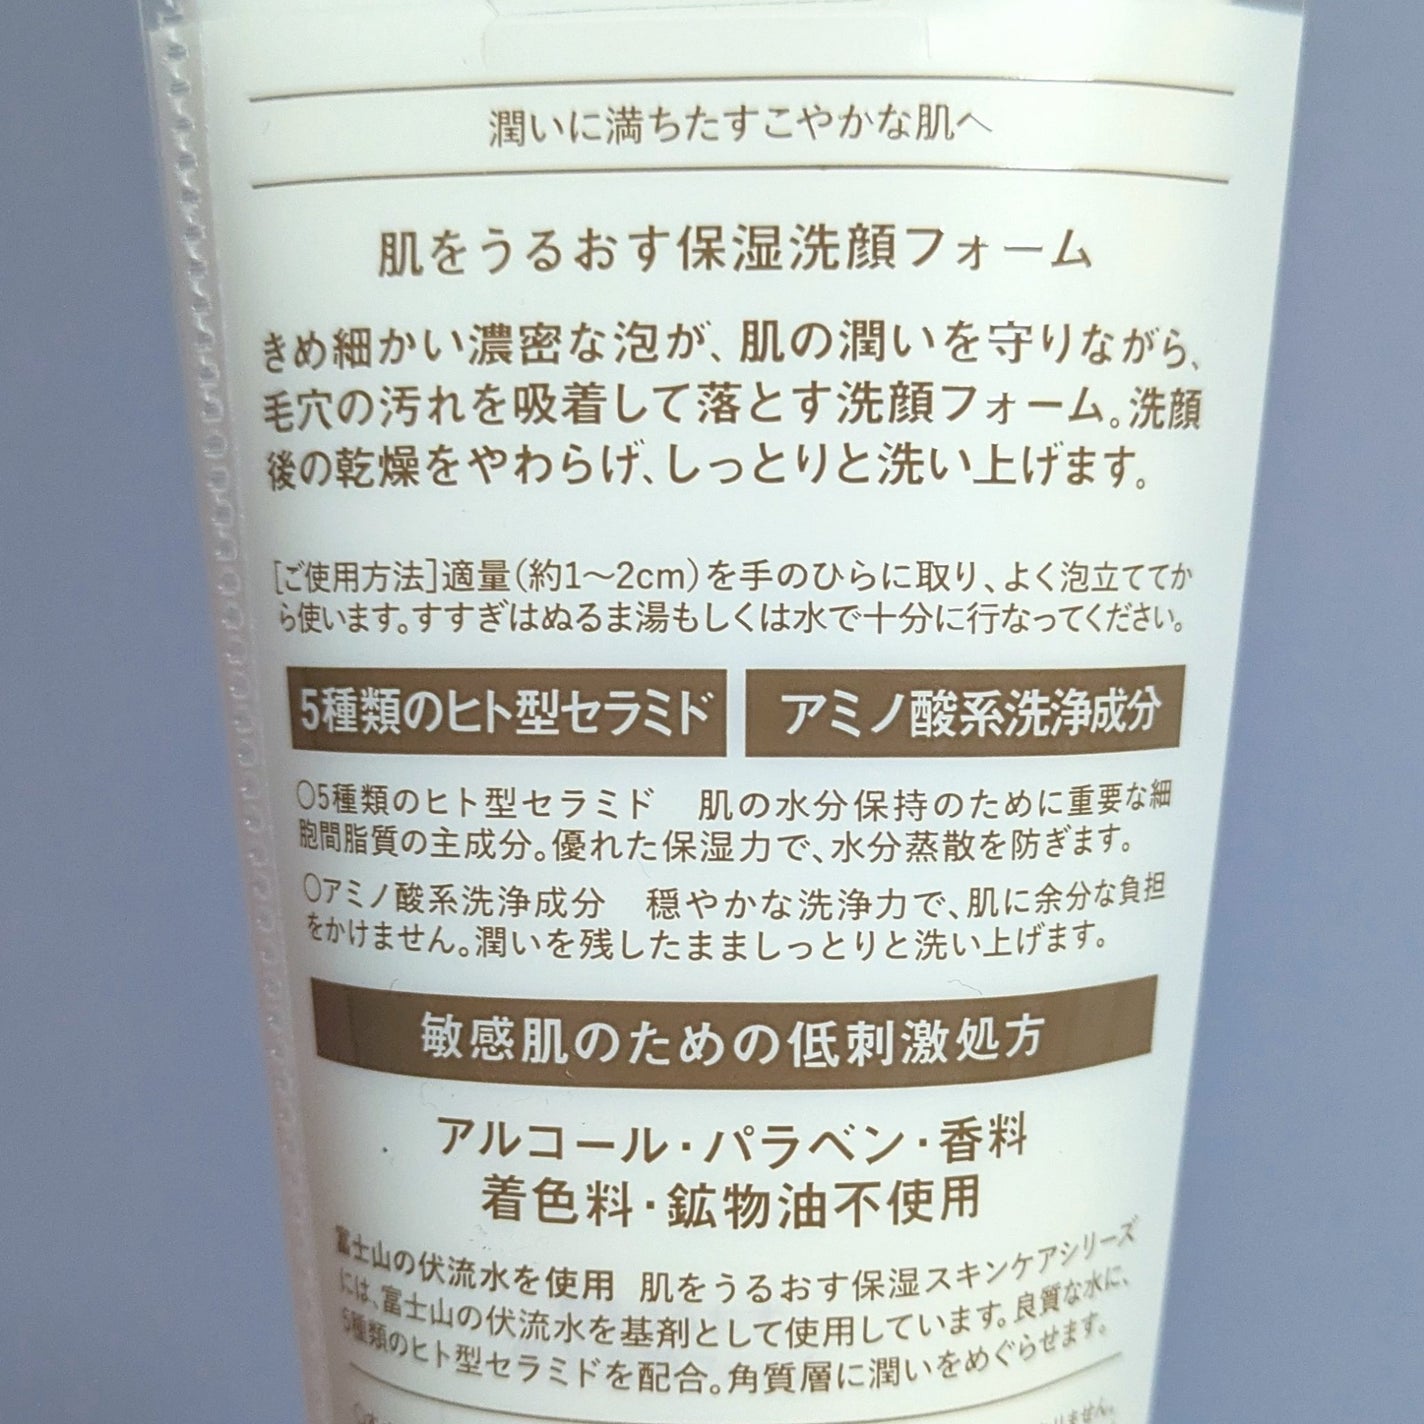 潤いに満ちたすこやかな肌へ
肌をうるおす保湿洗顔フォーム
きめ細かい濃密な泡が、肌の潤いを守りながら、
毛穴の汚れを吸着して落とす洗顔フォーム。洗顔
後の乾燥をやわらげ、しっとりと洗い上げます。
[ご使用方法]適量(約1〜2cm)を手のひらに取り、よく泡立ててか
ら使います。すすぎはぬるま湯もしくは水で十分に行なってください。
5種類のヒト型セラミド
アミノ酸系洗浄成分
○5種類のヒト型セラミド　肌の水分保持のために重要な細
胞間脂質の主成分。優れた保湿力で、水分蒸散を防ぎます。
○アミノ酸系洗浄成分　穏やかな洗浄力で、肌に余分な負担
をかけません。潤いを残したまましっとりと洗い上げます。
敏感肌のための低刺激処方
アルコール・パラベン・香料
着色料・鉱物油不使用
富士山の伏流水を使用 肌をうるおす保湿スキンケアシリーズ
には、富士山の伏流水を基剤として使用しています。良質な水に、
5種類のヒト型セラミドを配合。角質層に潤いをめぐらせます。